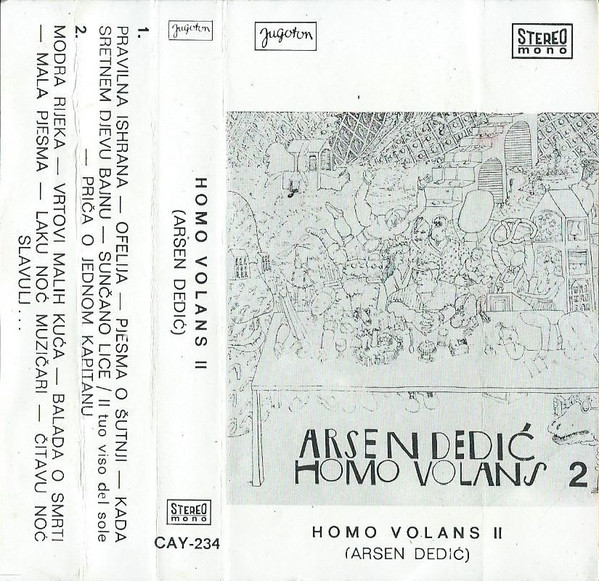 1.
PRAVILNA ISHRANA — OFELIJA — PJESMA O ŠUTNJI — KADA
SRETNEM DJEVU BAJNU — SUNČANO LICE / Il tuo viso del sole
— PRIČA O JEDNOM KAPITANU
2.
MODRA RIJEKA — VRTOVI MALIH KUĆA — BALADA O SMRTI
— MALA PJESMA — LAKU NOĆ MUZIČARI — ČITAVU NOĆ
SLAVUJ...
Jugoton
HOMO VOLANS II
(ARSEN DEDIĆ)
STEREO
mono
CAY-234
Jugoton
STEREO
mono
ARSEN DEDIĆ
HOMO VOLANS 2
HOMO VOLANS II
(ARSEN DEDIĆ)